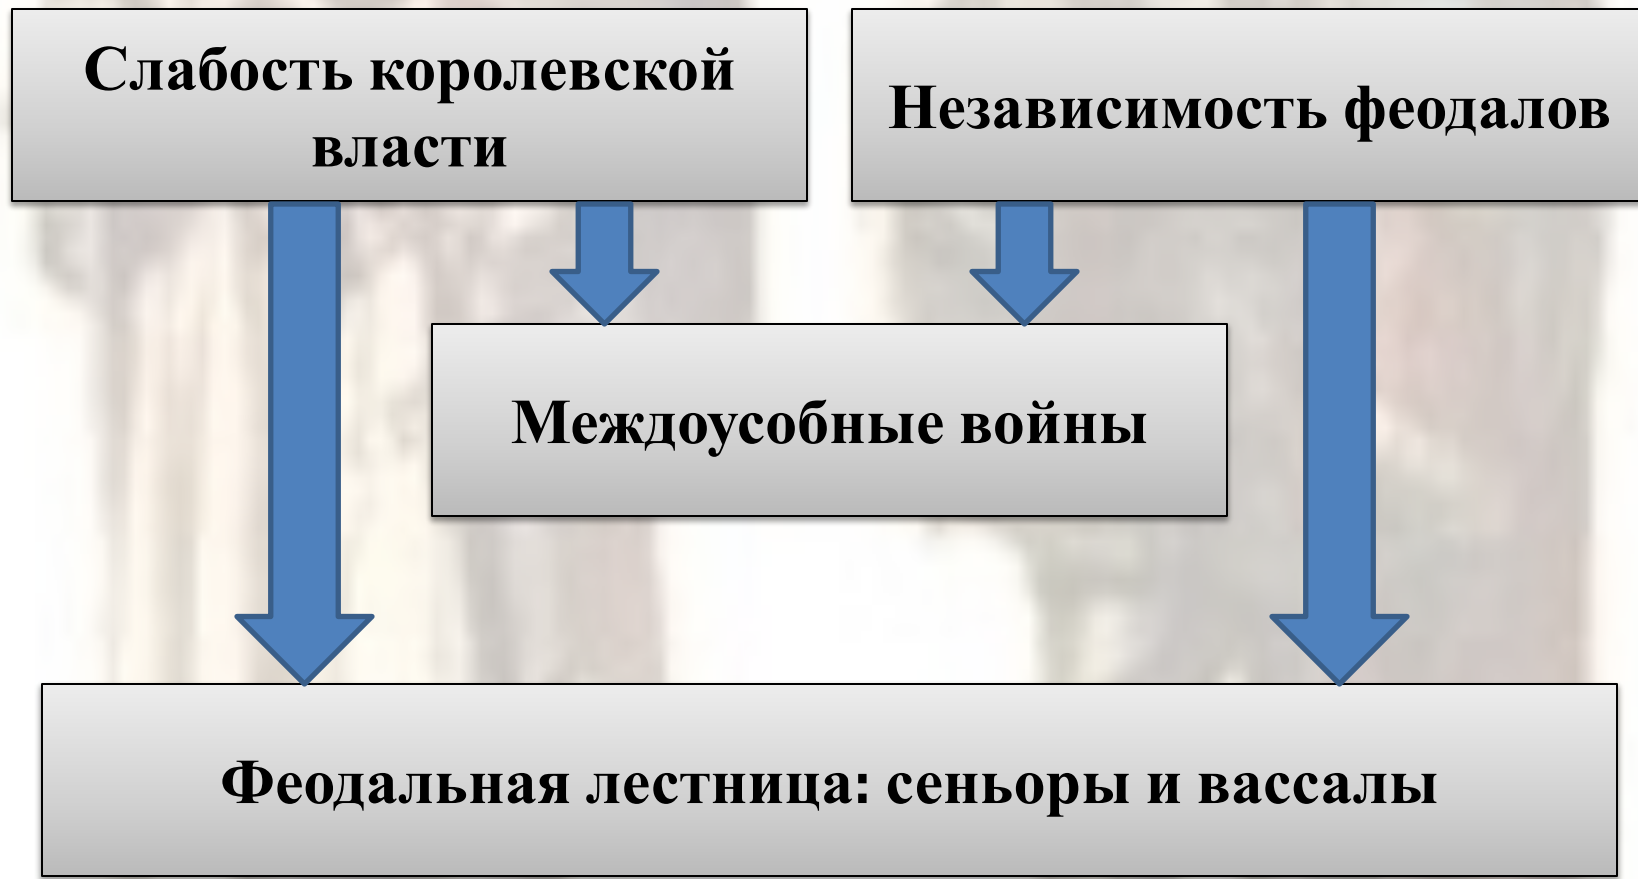 Слабость королевской
власти
Независимость феодалов
Междоусобные войны
Феодальная лестница: сеньоры и вассалы